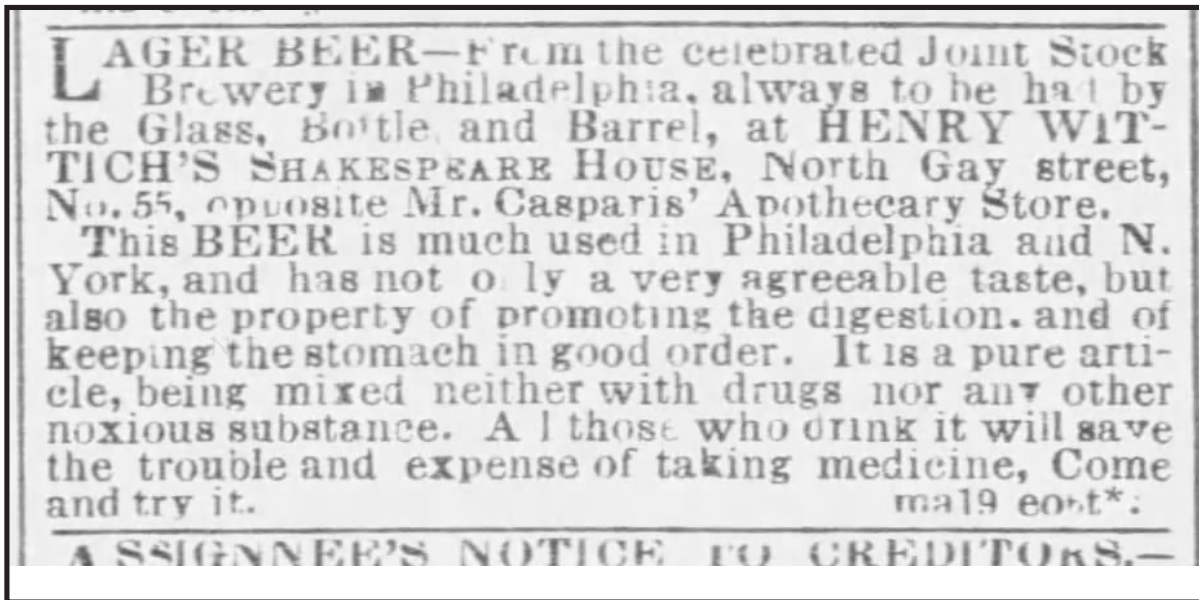 LAGER BEER—From the celebrated Joint Stock
Brewery in Philadelphia, always to be had by
the Glass, Bottle and Barrel, at HENRY WIT-
TICH'S SHAKESPEARE HOUSE, North Gay street,
No. 55, opposite Mr. Casparis' Apothecary Store.
This BEER is much used in Philadelphia and N.
York, and has not only a very agreeable taste, but
also the property of promoting the digestion. and of
keeping the stomach in good order. It is a pure arti-
cle, being mixed neither with drugs nor any other
noxious substance. All those who drink it will save
the trouble and expense of taking medicine, Come
and try it. ma19
ASSIGNNEE'S NOTICE TO CREDITORS.—